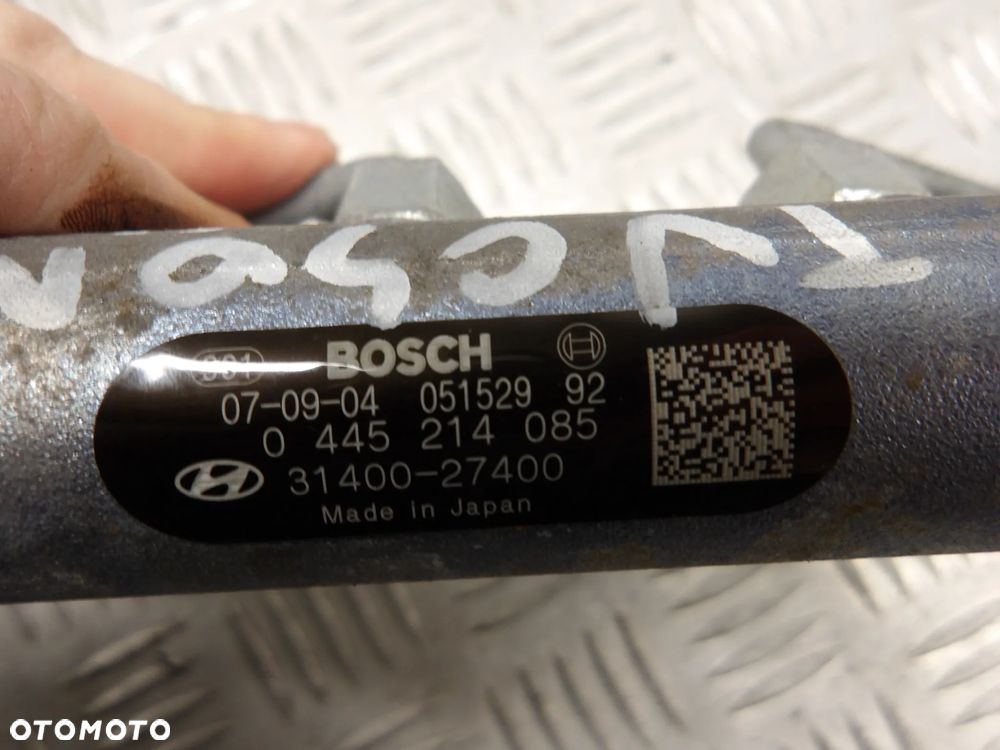 TUCSON
BOSCH
07-09-04 051529 92
0 445 214 085
31400-27400
Made in Japan
OTOMOTO